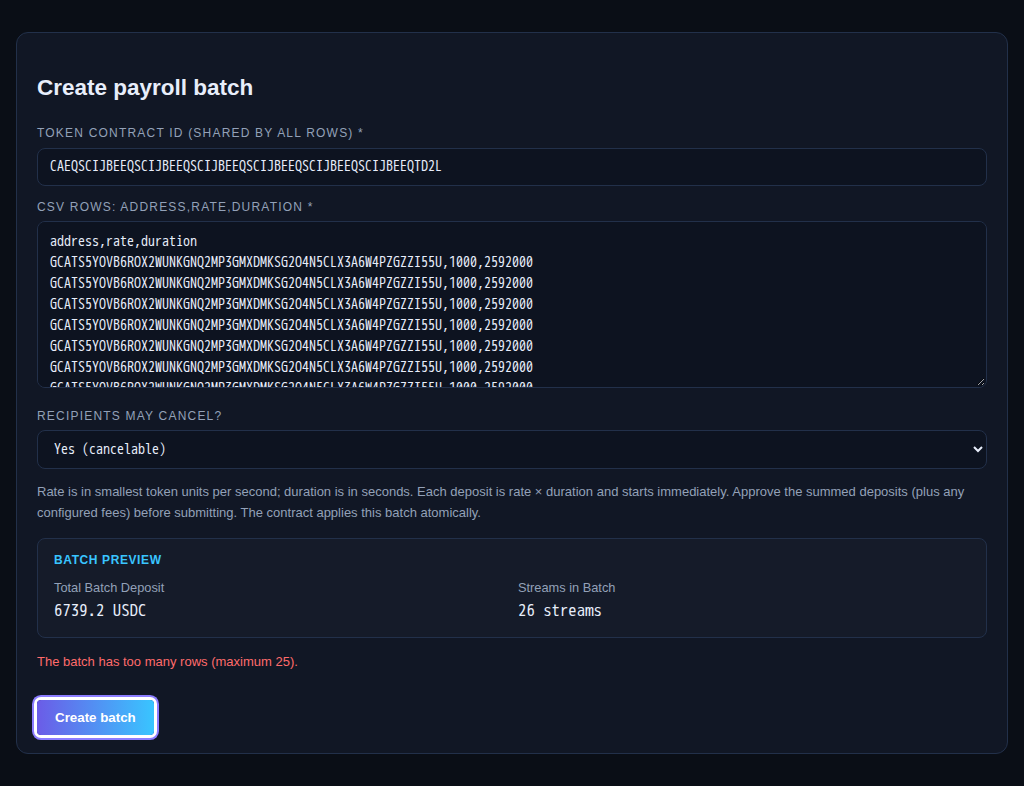 Create payroll batch
TOKEN CONTRACT ID (SHARED BY ALL ROWS) *
CAEQSCIJBEEQSCIJBEEQSCIJBEEQSCIJBEEQSCIJBEEQSCIJBEEQTD2L
CSV ROWS: ADDRESS,RATE,DURATION *
address,rate,duration
GCATS5YOVB6ROX2WUNKGNQ2MP3GMXDMKSG2O4N5CLX3A6W4PZGZZI55U,1000,2592000
GCATS5YOVB6ROX2WUNKGNQ2MP3GMXDMKSG2O4N5CLX3A6W4PZGZZI55U,1000,2592000
GCATS5YOVB6ROX2WUNKGNQ2MP3GMXDMKSG2O4N5CLX3A6W4PZGZZI55U,1000,2592000
GCATS5YOVB6ROX2WUNKGNQ2MP3GMXDMKSG2O4N5CLX3A6W4PZGZZI55U,1000,2592000
GCATS5YOVB6ROX2WUNKGNQ2MP3GMXDMKSG2O4N5CLX3A6W4PZGZZI55U,1000,2592000
GCATS5YOVB6ROX2WUNKGNQ2MP3GMXDMKSG2O4N5CLX3A6W4PZGZZI55U,1000,2592000
GCATS5YOVB6ROX2WUNKGNQ2MP3GMXDMKSG2O4N5CLX3A6W4PZGZZI55U,1000,2592000
RECIPIENTS MAY CANCEL?
Yes (cancelable)
Rate is in smallest token units per second; duration is in seconds. Each deposit is rate × duration and starts immediately. Approve the summed deposits (plus any
configured fees) before submitting. The contract applies this batch atomically.
BATCH PREVIEW
Total Batch Deposit
6739.2 USDC
Streams in Batch
26 streams
The batch has too many rows (maximum 25).
Create batch